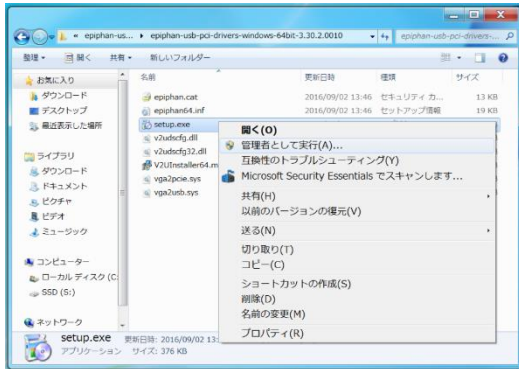 epiphan-us...
epiphan-usb-pci-drivers-windows-64bit-3.30.2.0010
epiphan-usb-pci-drivers-...
整理
開く
共有
新しいフォルダー
お気に入り
ダウンロード
デスクトップ
最近表示した場所
ライブラリ
ダウンロード
ドキュメント
ピクチャ
ビデオ
ミュージック
コンピューター
ローカル ディスク (C:
SSD (S:)
ネットワーク
名前
更新日時
種類
サイズ
epiphan.cat 2016/09/02 13:46 セキュリティ カ... 13 KB
epiphan64.inf 2016/09/02 13:46 セットアップ情報 19 KB
setup.exe
v2udscfg.dll
v2udscfg32.dll
V2UInstaller64.m
vga2pcie.sys
vga2usb.sys
開く(O)
管理者として実行(A)...
互換性のトラブルシューティング(Y)
Microsoft Security Essentials でスキャンします...
共有(H)
以前のバージョンの復元(V)
送る(N)
切り取り(T)
コピー(C)
ショートカットの作成(S)
削除(D)
名前の変更(M)
プロパティ(R)
setup.exe 更新日時: 2016/09/02 13:
アプリケーション サイズ: 376 KB